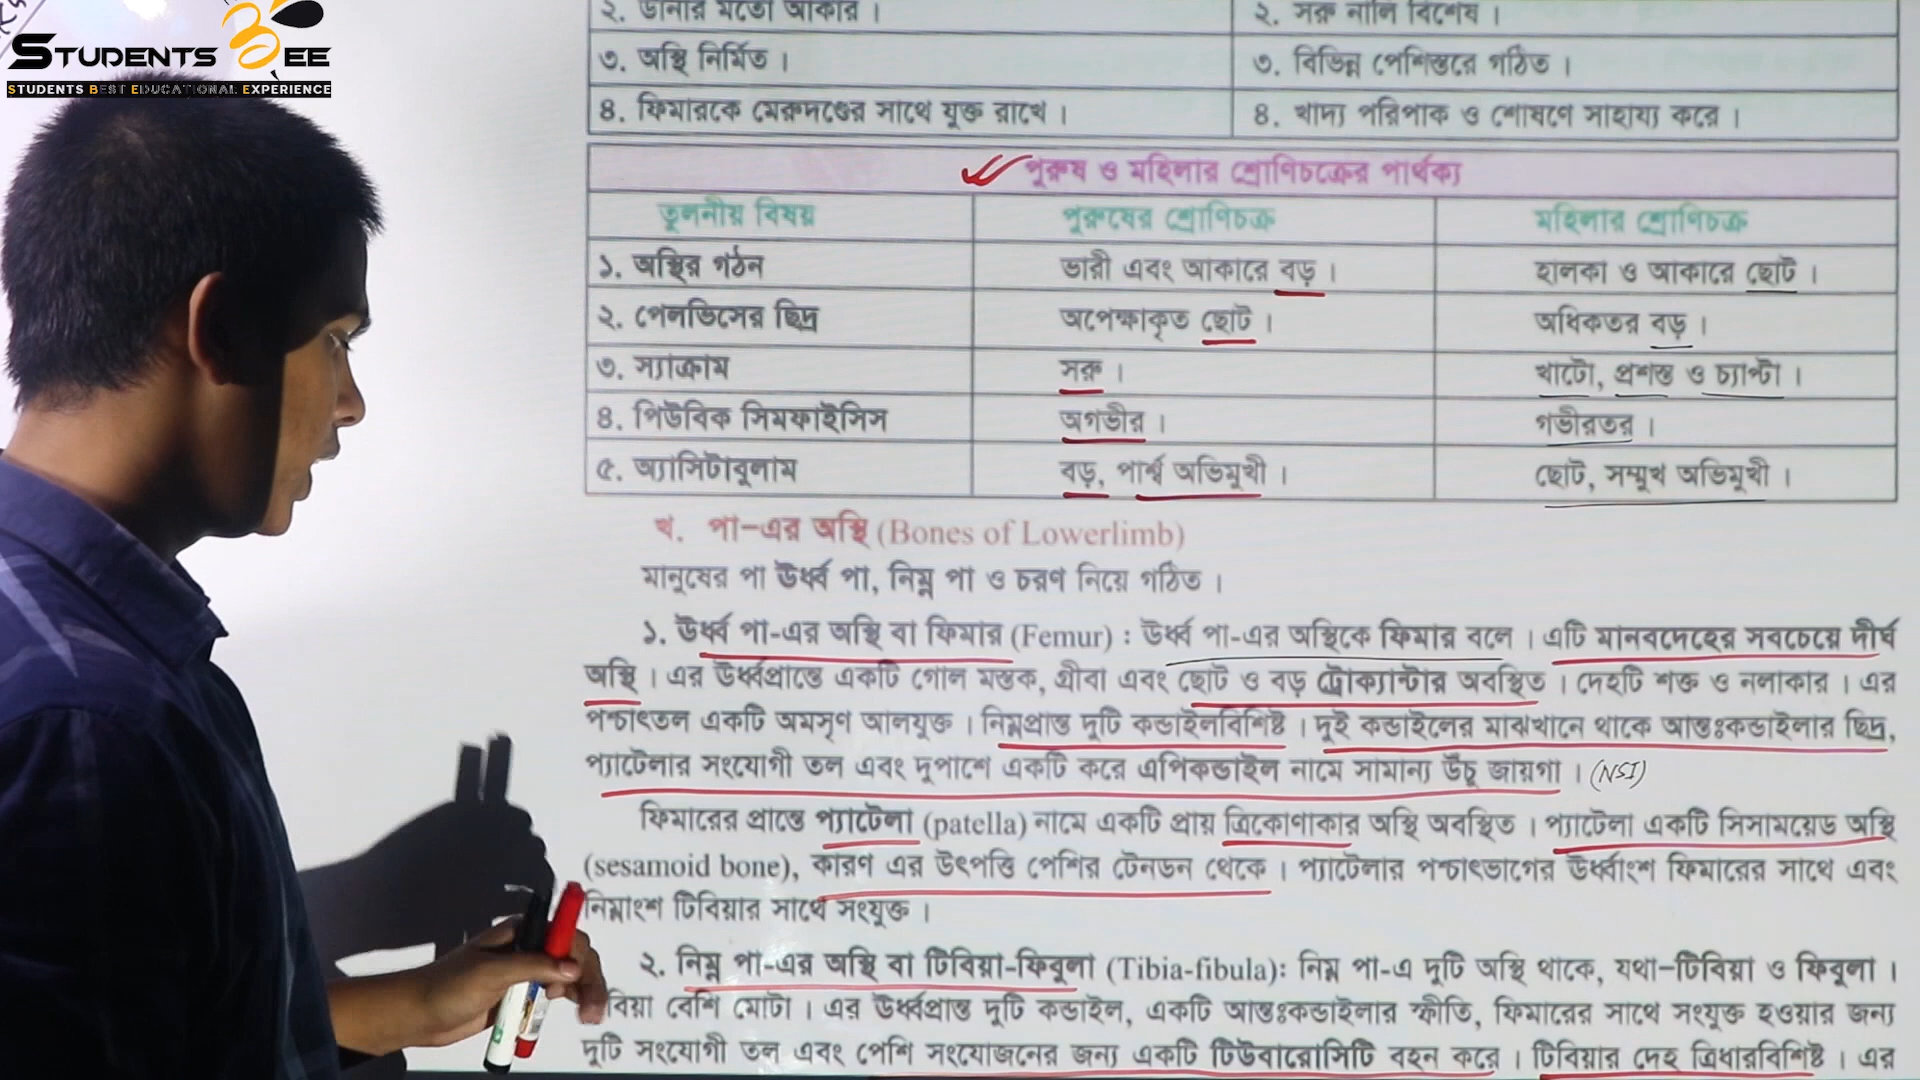 STUDENTS BEE
STUDENTS BEST EDUCATIONAL EXPERIENCE
২. ডানার মতো আকার। ২. সরু নালি বিশেষ।
৩. অস্থি নির্মিত। ৩. বিভিন্ন পেশিস্তরে গঠিত।
৪. ফিমারকে মেরুদণ্ডের সাথে যুক্ত রাখে। ৪. খাদ্য পরিপাক ও শোষণে সাহায্য করে।
পুরুষ ও মহিলার শ্রোণিচক্রের পার্থক্য
তুলনীয় বিষয় পুরুষের শ্রোণিচক্র মহিলার শ্রোণিচক্র
১. অস্থির গঠন ভারী এবং আকারে বড়। হালকা ও আকারে ছোট।
২. পেলভিসের ছিদ্র অপেক্ষাকৃত ছোট। অধিকতর বড়।
৩. স্যাক্রাম সরু। খাটো, প্রশস্ত ও চ্যাপ্টা।
৪. পিউবিক সিমফাইসিস অগভীর। গভীরতর।
৫. অ্যাসিটাবুলাম বড়, পার্শ্ব অভিমুখী। ছোট, সম্মুখ অভিমুখী।
খ. পা-এর অস্থি (Bones of Lowerlimb)
মানুষের পা ঊর্ধ্ব পা, নিম্ন পা ও চরণ নিয়ে গঠিত।
১. ঊর্ধ্ব পা-এর অস্থি বা ফিমার (Femur) : ঊর্ধ্ব পা-এর অস্থিকে ফিমার বলে। এটি মানবদেহের সবচেয়ে দীর্ঘ
অস্থি। এর ঊর্ধ্বপ্রান্তে একটি গোল মস্তক, গ্রীবা এবং ছোট ও বড় ট্রোক্যান্টার অবস্থিত। দেহটি শক্ত ও নলাকার। এর
পশ্চাৎতল একটি অমসৃণ আলযুক্ত। নিম্নপ্রান্ত দুটি কন্ডাইলবিশিষ্ট। দুই কন্ডাইলের মাঝখানে থাকে আন্তঃকন্ডাইলার ছিদ্র,
প্যাটেলার সংযোগী তল এবং দুপাশে একটি করে এপিকন্ডাইল নামে সামান্য উঁচু জায়গা। (NSI)
ফিমারের প্রান্তে প্যাটেলা (patella) নামে একটি প্রায় ত্রিকোণাকার অস্থি অবস্থিত। প্যাটেলা একটি সিসাময়েড অস্থি
(sesamoid bone), কারণ এর উৎপত্তি পেশির টেনডন থেকে। প্যাটেলার পশ্চাৎভাগের ঊর্ধ্বাংশ ফিমারের সাথে এবং
নিম্নাংশ টিবিয়ার সাথে সংযুক্ত।
২. নিম্ন পা-এর অস্থি বা টিবিয়া-ফিবুলা (Tibia-fibula): নিম্ন পা-এ দুটি অস্থি থাকে, যথা—টিবিয়া ও ফিবুলা।
বিয়া বেশি মোটা। এর ঊর্ধ্বপ্রান্ত দুটি কন্ডাইল, একটি আন্তঃকন্ডাইলার স্ফীতি, ফিমারের সাথে সংযুক্ত হওয়ার জন্য
দুটি সংযোগী তল এবং পেশি সংযোজনের জন্য একটি টিউবারোসিটি বহন করে। টিবিয়ার দেহ ত্রিধারবিশিষ্ট। এর